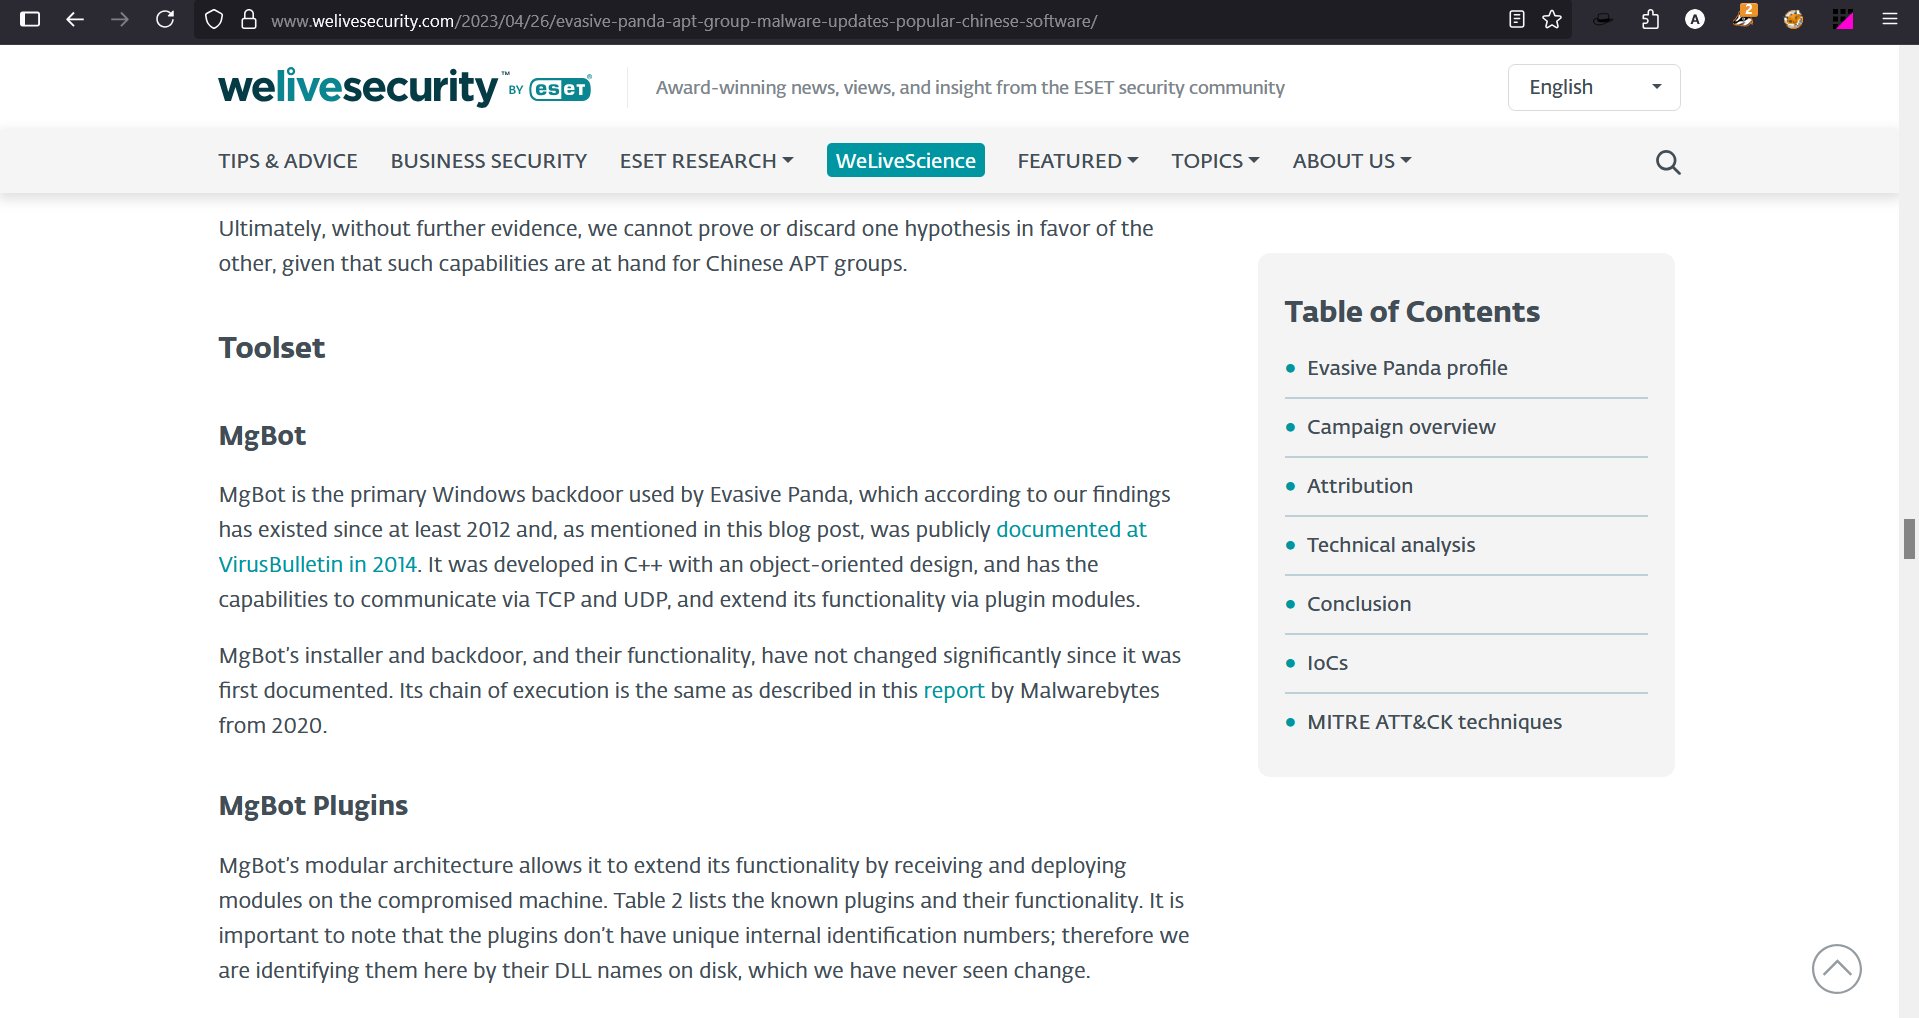 www.welivesecurity.com/2023/04/26/evasive-panda-apt-group-malware-updates-popular-chinese-software/
A
2
welivesecurity™ BY eseT®
Award-winning news, views, and insight from the ESET security community
English
TIPS & ADVICE
BUSINESS SECURITY
ESET RESEARCH
WeLiveScience
FEATURED
TOPICS
ABOUT US
Ultimately, without further evidence, we cannot prove or discard one hypothesis in favor of the
other, given that such capabilities are at hand for Chinese APT groups.
Toolset
MgBot
MgBot is the primary Windows backdoor used by Evasive Panda, which according to our findings
has existed since at least 2012 and, as mentioned in this blog post, was publicly documented at
VirusBulletin in 2014. It was developed in C++ with an object-oriented design, and has the
capabilities to communicate via TCP and UDP, and extend its functionality via plugin modules.
MgBot’s installer and backdoor, and their functionality, have not changed significantly since it was
first documented. Its chain of execution is the same as described in this report by Malwarebytes
from 2020.
MgBot Plugins
MgBot’s modular architecture allows it to extend its functionality by receiving and deploying
modules on the compromised machine. Table 2 lists the known plugins and their functionality. It is
important to note that the plugins don’t have unique internal identification numbers; therefore we
are identifying them here by their DLL names on disk, which we have never seen change.
Table of Contents
Evasive Panda profile
Campaign overview
Attribution
Technical analysis
Conclusion
IoCs
MITRE ATT&CK techniques